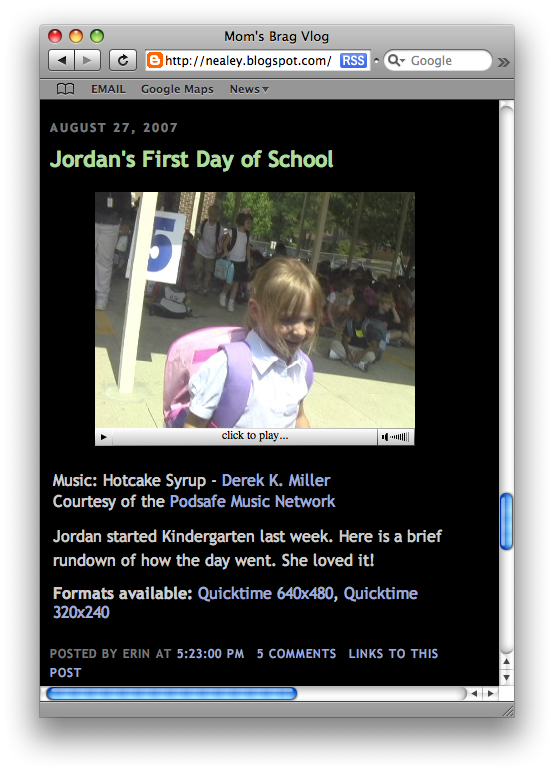 Mom's Brag Vlog
http://nealey.blogspot.com/ RSS Google
EMAIL Google Maps News
AUGUST 27, 2007
Jordan's First Day of School
5
click to play...
Music: Hotcake Syrup - Derek K. Miller
Courtesy of the Podsafe Music Network
Jordan started Kindergarten last week. Here is a brief
rundown of how the day went. She loved it!
Formats available: Quicktime 640x480, Quicktime
320x240
POSTED BY ERIN AT 5:23:00 PM 5 COMMENTS LINKS TO THIS
POST